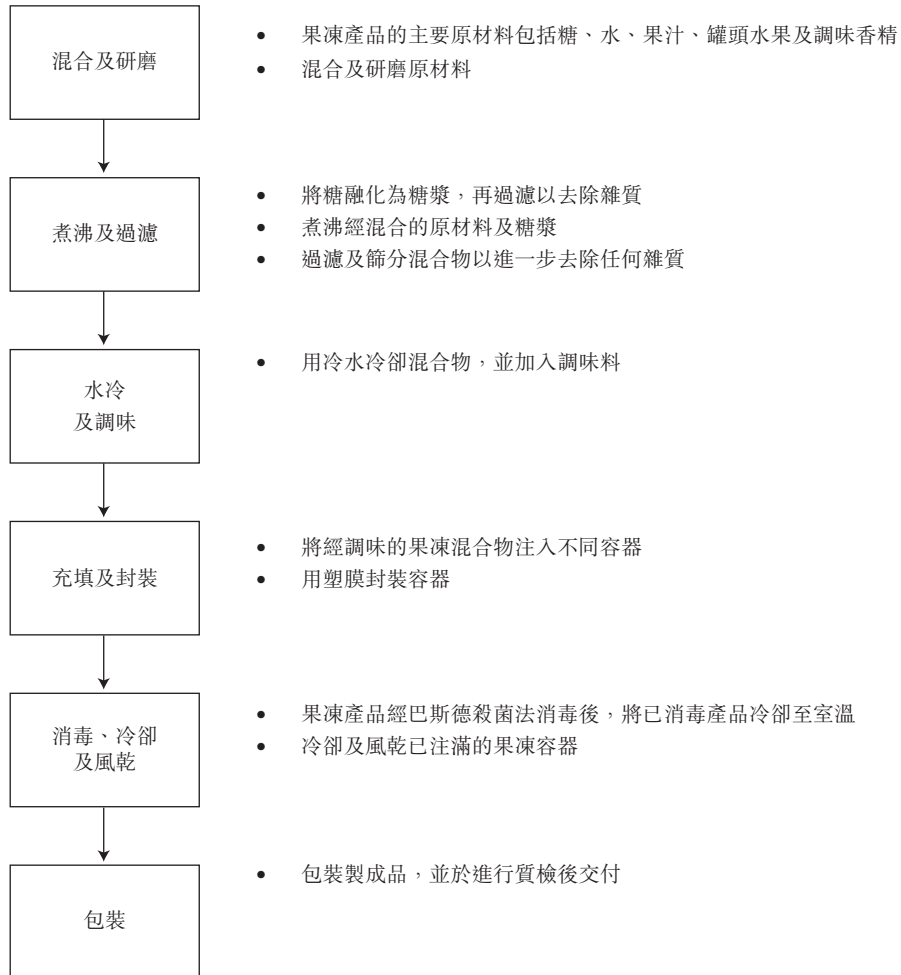 混合及研磨
• 果凍產品的主要原材料包括糖、水、果汁、罐頭水果及調味香精
• 混合及研磨原材料
煮沸及過濾
• 將糖融化為糖漿，再過濾以去除雜質
• 煮沸經混合的原材料及糖漿
• 過濾及篩分混合物以進一步去除任何雜質
水冷
及調味
• 用冷水冷卻混合物，並加入調味料
充填及封裝
• 將經調味的果凍混合物注入不同容器
• 用塑膜封裝容器
消毒、冷卻
及風乾
• 果凍產品經巴斯德殺菌法消毒後，將已消毒產品冷卻至室溫
• 冷卻及風乾已注滿的果凍容器
包裝
• 包裝製成品，並於進行質檢後交付